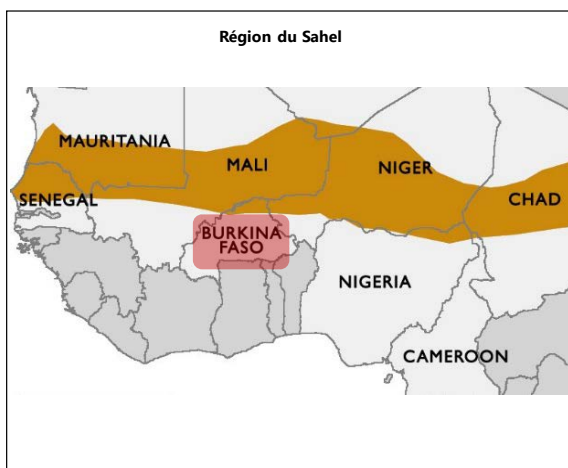 Région du Sahel
MAURITANIA
MALI
NIGER
SENEGAL
CHAD
BURKINA
FASO
NIGERIA
CAMEROON